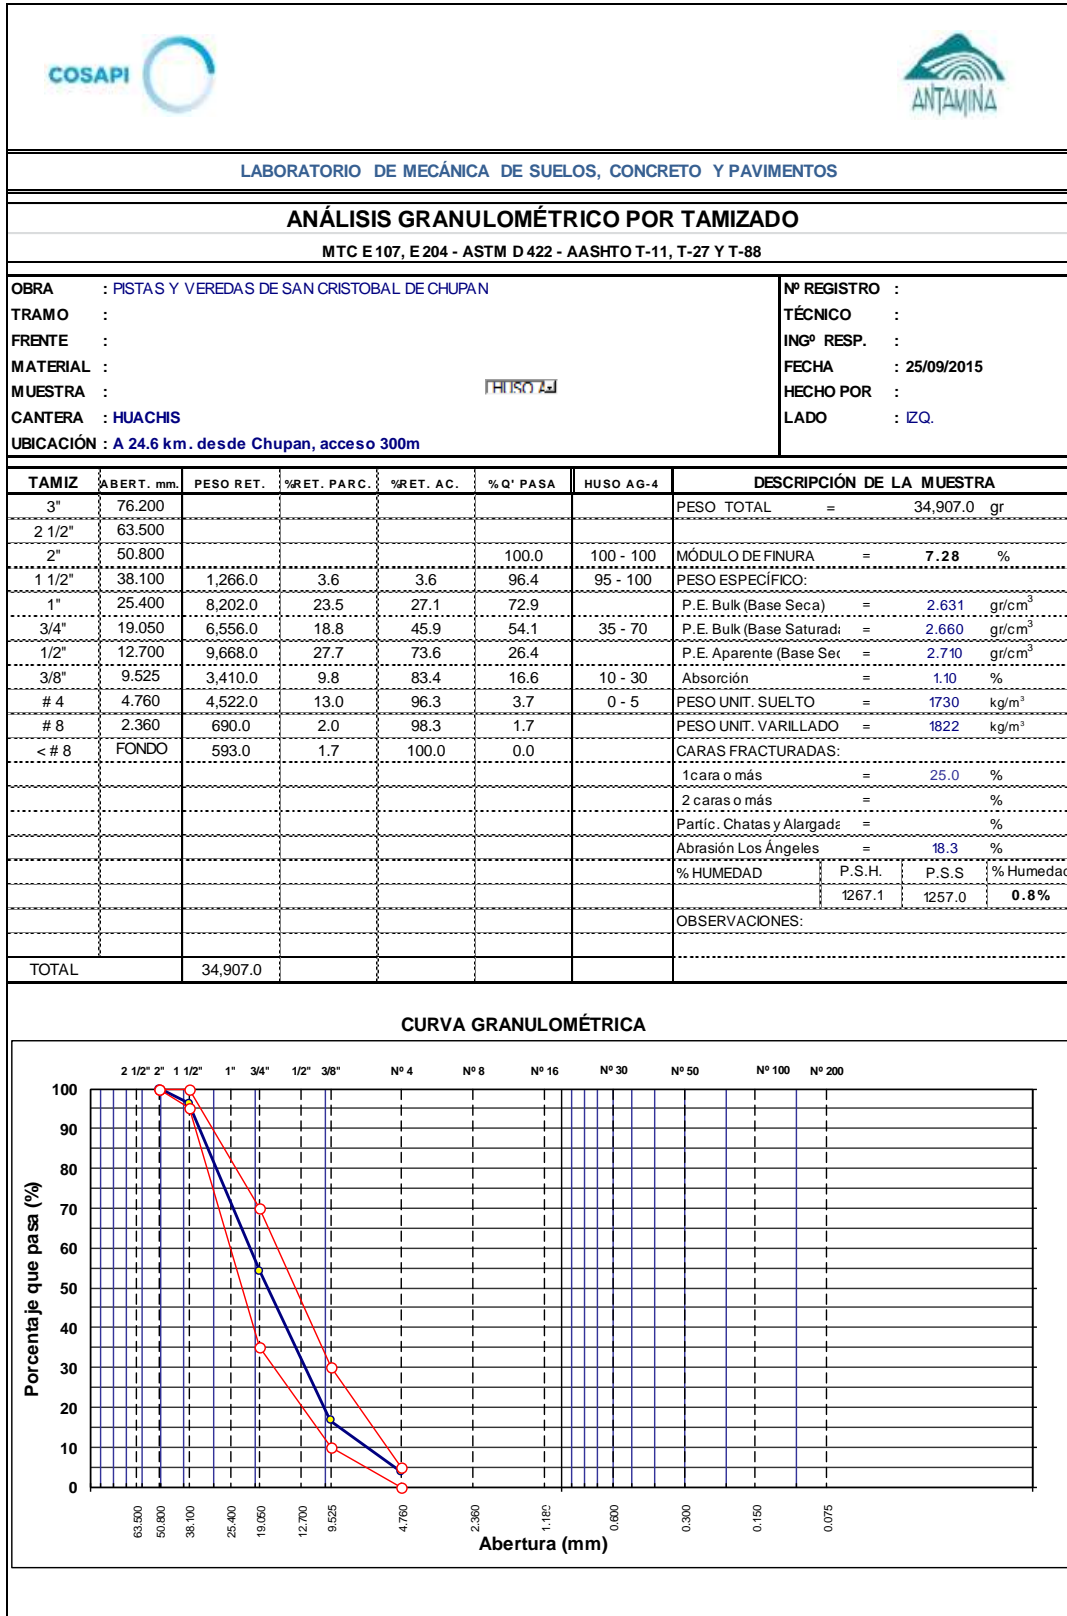 COSAPI
ANTAMINA
LABORATORIO DE MECÁNICA DE SUELOS, CONCRETO Y PAVIMENTOS
ANÁLISIS GRANULOMÉTRICO POR TAMIZADO
MTC E 107, E 204 - ASTM D 422 - AASHTO T-11, T-27 Y T-88
OBRA : PISTAS Y VEREDAS DE SAN CRISTOBAL DE CHUPAN Nº REGISTRO :
TRAMO : TÉCNICO :
FRENTE : INGº RESP. :
MATERIAL : FECHA : 25/09/2015
MUESTRA : HUSO A HECHO POR :
CANTERA : HUACHIS LADO : IZQ.
UBICACIÓN : A 24.6 km. desde Chupan, acceso 300m
TAMIZ ABERT. mm. PESO RET. %RET. PARC. %RET. AC. % Q' PASA HUSO AG-4 DESCRIPCIÓN DE LA MUESTRA
3" 76.200 PESO TOTAL = 34,907.0 gr
2 1/2" 63.500
2" 50.800 100.0 100 - 100 MÓDULO DE FINURA = 7.28 %
1 1/2" 38.100 1,266.0 3.6 3.6 96.4 95 - 100 PESO ESPECÍFICO:
1" 25.400 8,202.0 23.5 27.1 72.9 P.E. Bulk (Base Seca) = 2.631 gr/cm3
3/4" 19.050 6,556.0 18.8 45.9 54.1 35 - 70 P.E. Bulk (Base Saturada = 2.660 gr/cm3
1/2" 12.700 9,668.0 27.7 73.6 26.4 P.E. Aparente (Base Sec = 2.710 gr/cm3
3/8" 9.525 3,410.0 9.8 83.4 16.6 10 - 30 Absorción = 1.10 %
# 4 4.760 4,522.0 13.0 96.3 3.7 0 - 5 PESO UNIT. SUELTO = 1730 kg/m³
# 8 2.360 690.0 2.0 98.3 1.7 PESO UNIT. VARILLADO = 1822 kg/m³
< # 8 FONDO 593.0 1.7 100.0 0.0 CARAS FRACTURADAS:
1 cara o más = 25.0 %
2 caras o más = %
Partíc. Chatas y Alargada = %
Abrasión Los Ángeles = 18.3 %
% HUMEDAD P.S.H. P.S.S % Humedad
1267.1 1257.0 0.8%
OBSERVACIONES:
TOTAL 34,907.0
CURVA GRANULOMÉTRICA
2 1/2" 2" 1 1/2" 1" 3/4" 1/2" 3/8" Nº 4 Nº 8 Nº 16 Nº 30 Nº 50 Nº 100 Nº 200
100
90
80
70
60
50
40
30
20
10
0
Porcentaje que pasa (%)
63.500 50.800 38.100 25.400 19.050 12.700 9.525 4.760 2.360 1.180 0.600 0.300 0.150 0.075
Abertura (mm)